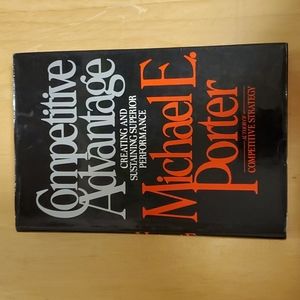 Competitive
Advantage
CREATING AND
SUSTAINING SUPERIOR
PERFORMANCE
Michael E.
Porter
AUTHOR OF
COMPETITIVE STRATEGY